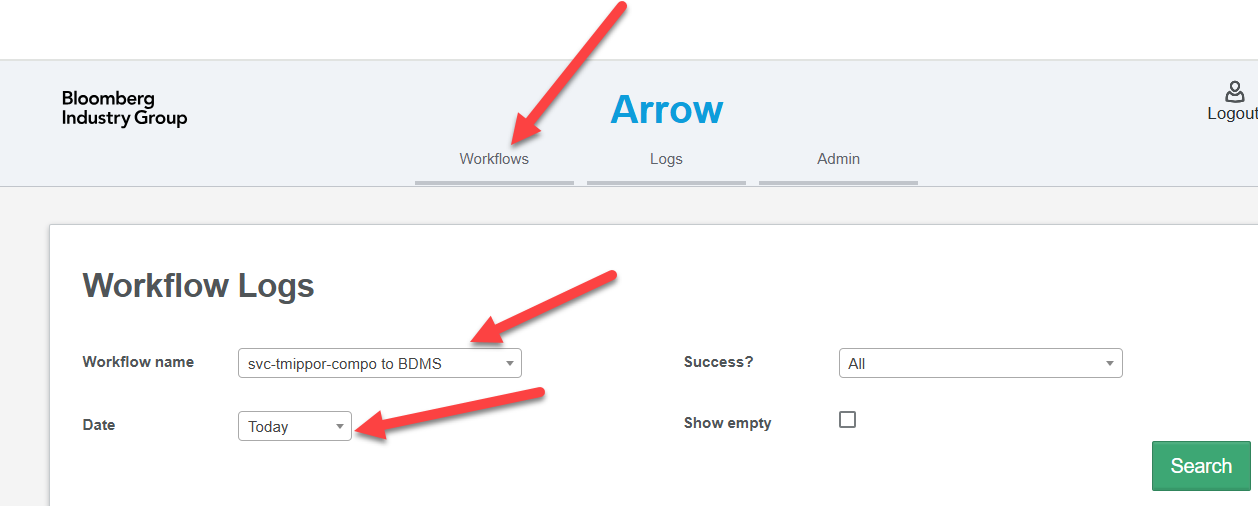 Bloomberg
Industry Group
Arrow
Logout
Workflows Logs Admin
Workflow Logs
Workflow name svc-tmippor-compo to BDMS Success? All
Date Today Show empty
Search